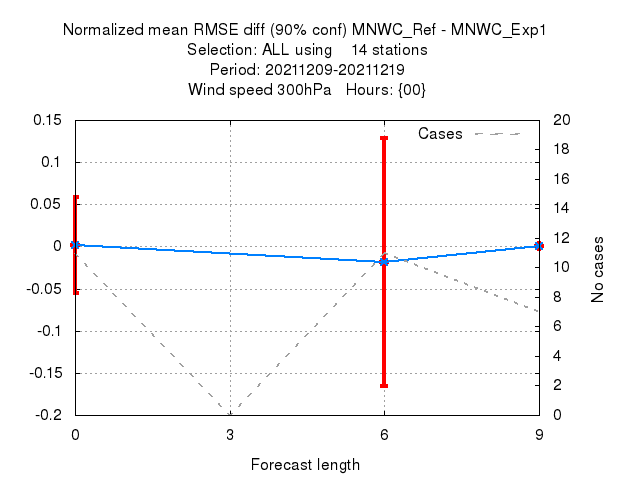 Normalized mean RMSE diff (90% conf) MNWC_Ref - MNWC_Exp1
Selection: ALL using 14 stations
Period: 20211209-20211219
Wind speed 300hPa Hours: {00}
Cases
0.15
0.1
0.05
0
-0.05
-0.1
-0.15
-0.2
20
18
16
14
12
10
8
6
4
2
0
No cases
0 3 6 9
Forecast length